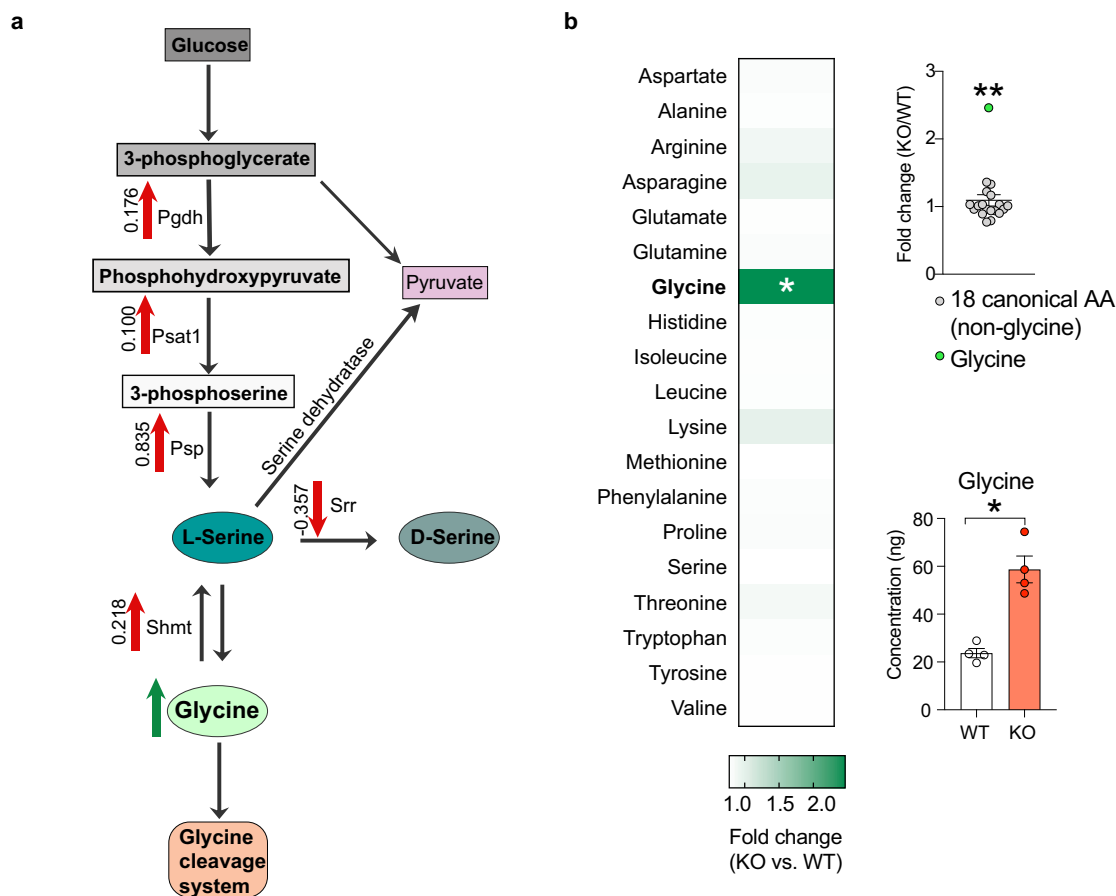 a
Glucose
3-phosphoglycerate
0.176
Pgdh
Phosphohydroxypyruvate
Pyruvate
0.100
Psat1
3-phosphoserine
0.835
Psp
Serine dehydratase
L-Serine
-0.357
Srr
D-Serine
0.218
Shmt
Glycine
Glycine
cleavage
system
b
Aspartate
Alanine
Arginine
Asparagine
Glutamate
Glutamine
Glycine
*
Histidine
Isoleucine
Leucine
Lysine
Methionine
Phenylalanine
Proline
Serine
Threonine
Tryptophan
Tyrosine
Valine
1.0 1.5 2.0
Fold change
(KO vs. WT)
Fold change (KO/WT)
3
2
1
0
**
18 canonical AA
(non-glycine)
Glycine
Glycine
*
Concentration (ng)
80
60
40
20
0
WT KO